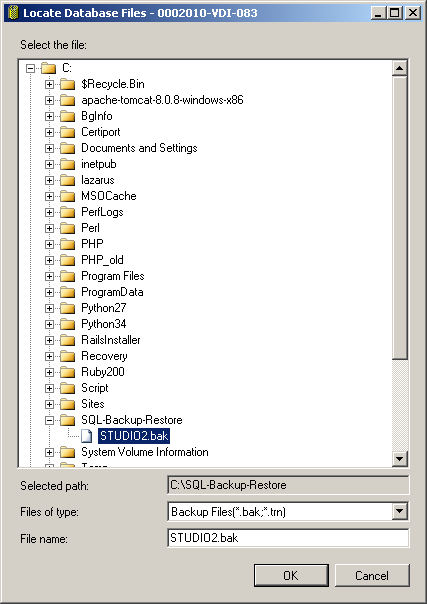 Locate Database Files - 0002010-VDI-083
Select the file:
C:
$Recycle.Bin
apache-tomcat-8.0.8-windows-x86
BgInfo
Certiport
Documents and Settings
inetpub
lazarus
MSOCache
PerfLogs
Perl
PHP
PHP_old
Program Files
ProgramData
Python27
Python34
RailsInstaller
Recovery
Ruby200
Script
Sites
SQL-Backup-Restore
STUDIO2.bak
System Volume Information
Selected path: C:\SQL-Backup-Restore
Files of type: Backup Files(*.bak;*.trn)
File name: STUDIO2.bak
OK Cancel